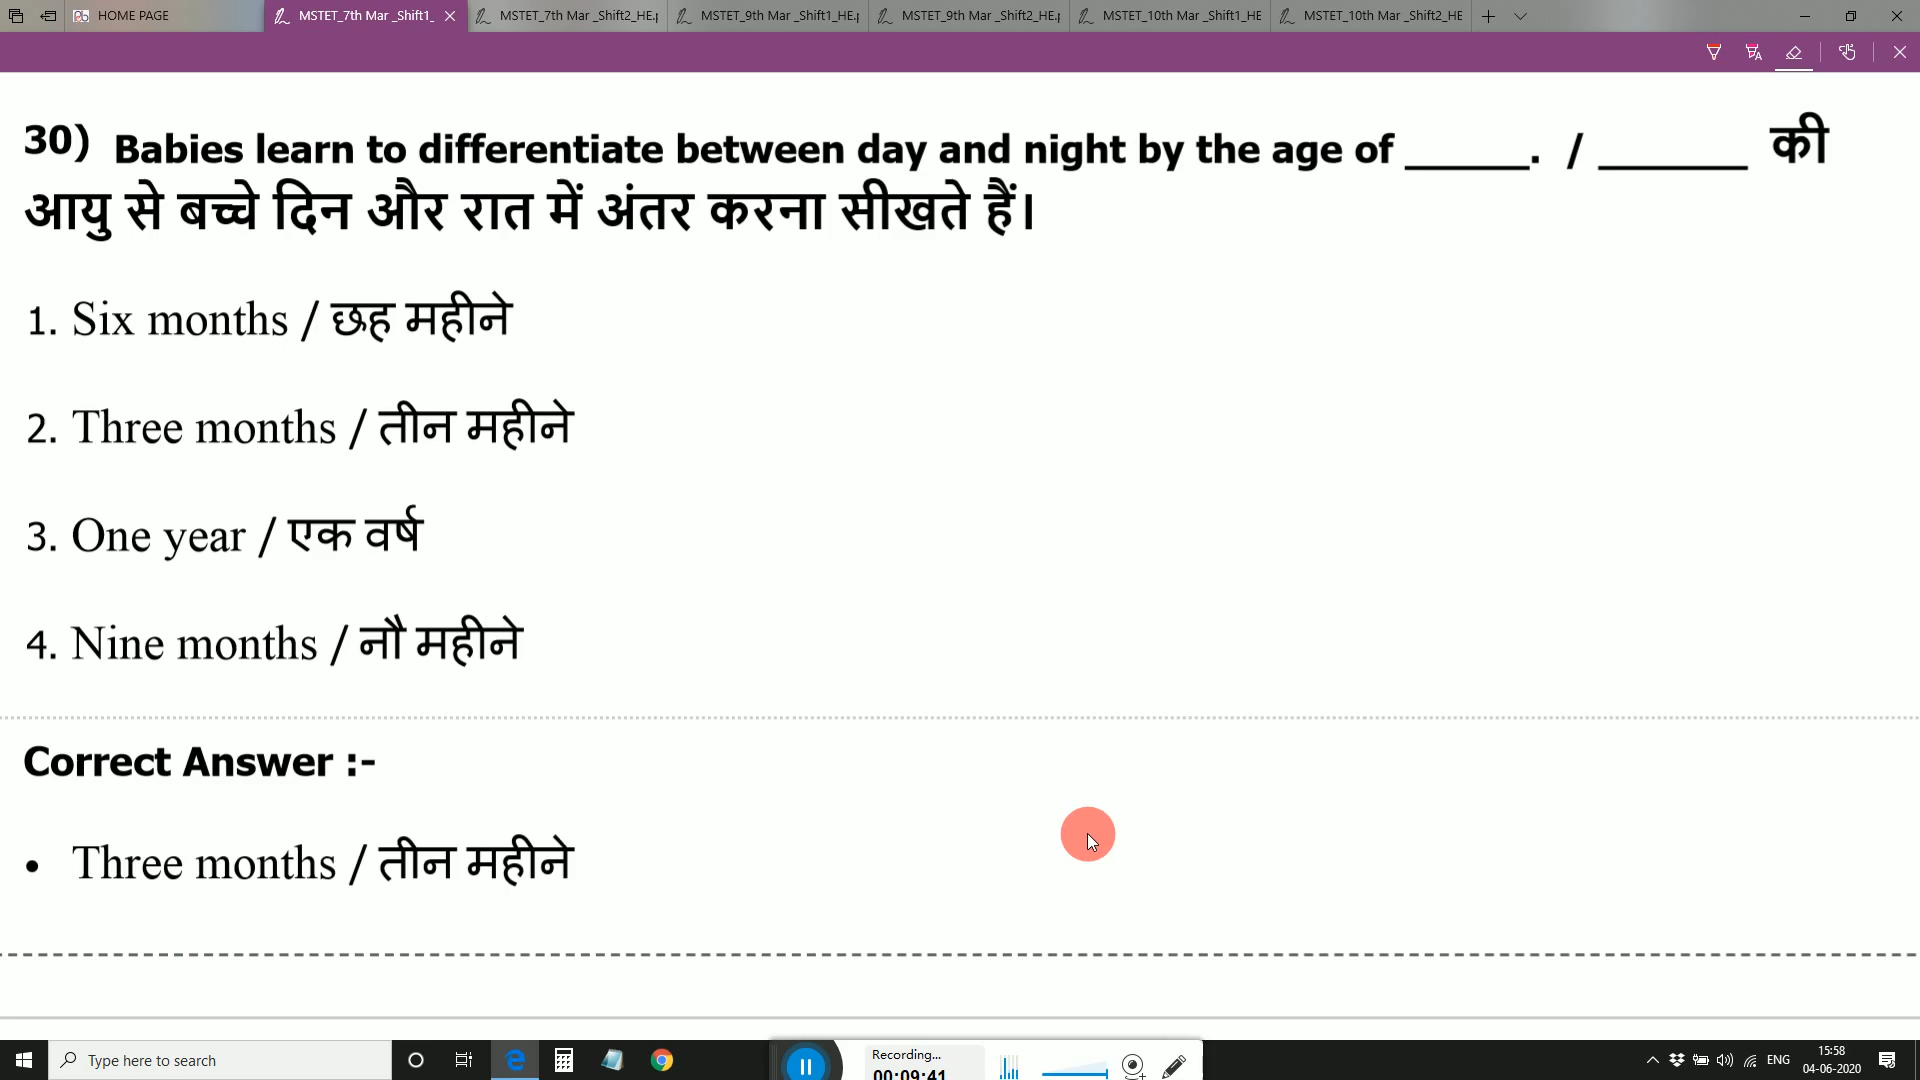 HOME PAGE
MSTET_7th Mar _Shift1_
MSTET_7th Mar _Shift2_HE.p
MSTET_9th Mar _Shift1_HE.p
MSTET_9th Mar _Shift2_HE.p
MSTET_10th Mar _Shift1_HE
MSTET_10th Mar _Shift2_HE
30) Babies learn to differentiate between day and night by the age of ______. / _______ की
आयु से बच्चे दिन और रात में अंतर करना सीखते हैं।
1. Six months / छह महीने
2. Three months / तीन महीने
3. One year / एक वर्ष
4. Nine months / नौ महीने
Correct Answer :-
• Three months / तीन महीने
Type here to search
Recording...
00:09:41
ENG
15:58
04-06-2020